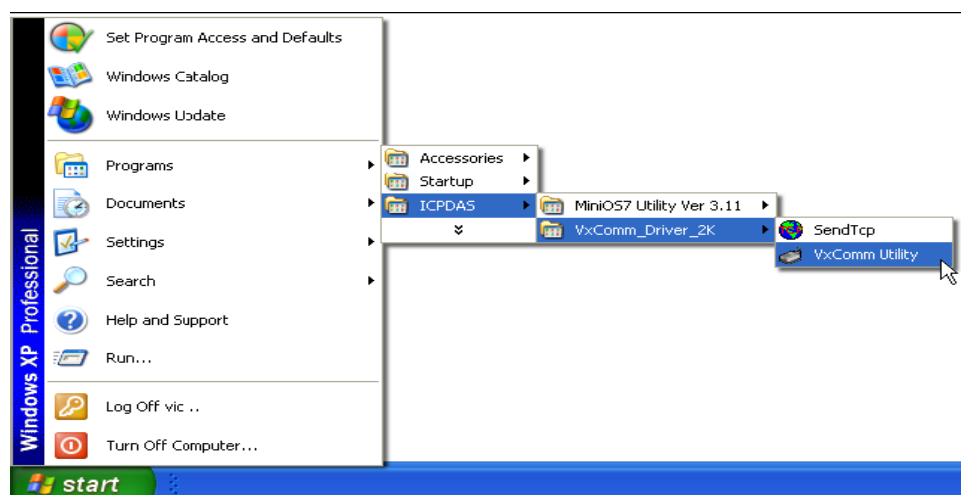 Set Program Access and Defaults
Windows Catalog
Windows Update
Programs
Documents
Settings
Search
Help and Support
Run...
Log Off vic ..
Turn Off Computer...
Windows XP Professional
start
Accessories
Startup
ICPDAS
MiniOS7 Utility Ver 3.11
VxComm_Driver_2K
SendTcp
VxComm Utility